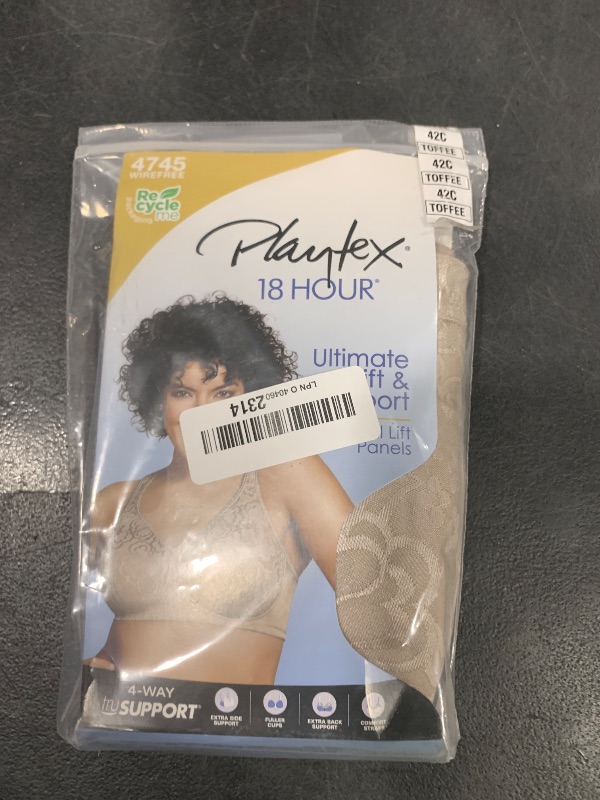 42C
TOFFEE
42C
TOFFEE
42C
TOFFEE
4745
WIREFREE
Re
cycle
me
Playtex®
18 HOUR®
Ultimate
ift &
port
Lift
Panels
LPN O 40460 2314
4-WAY
truSUPPORT®
EXTRA SIDE
SUPPORT
FULLER
CUPS
EXTRA BACK
SUPPORT
COMFORT
STRAPS